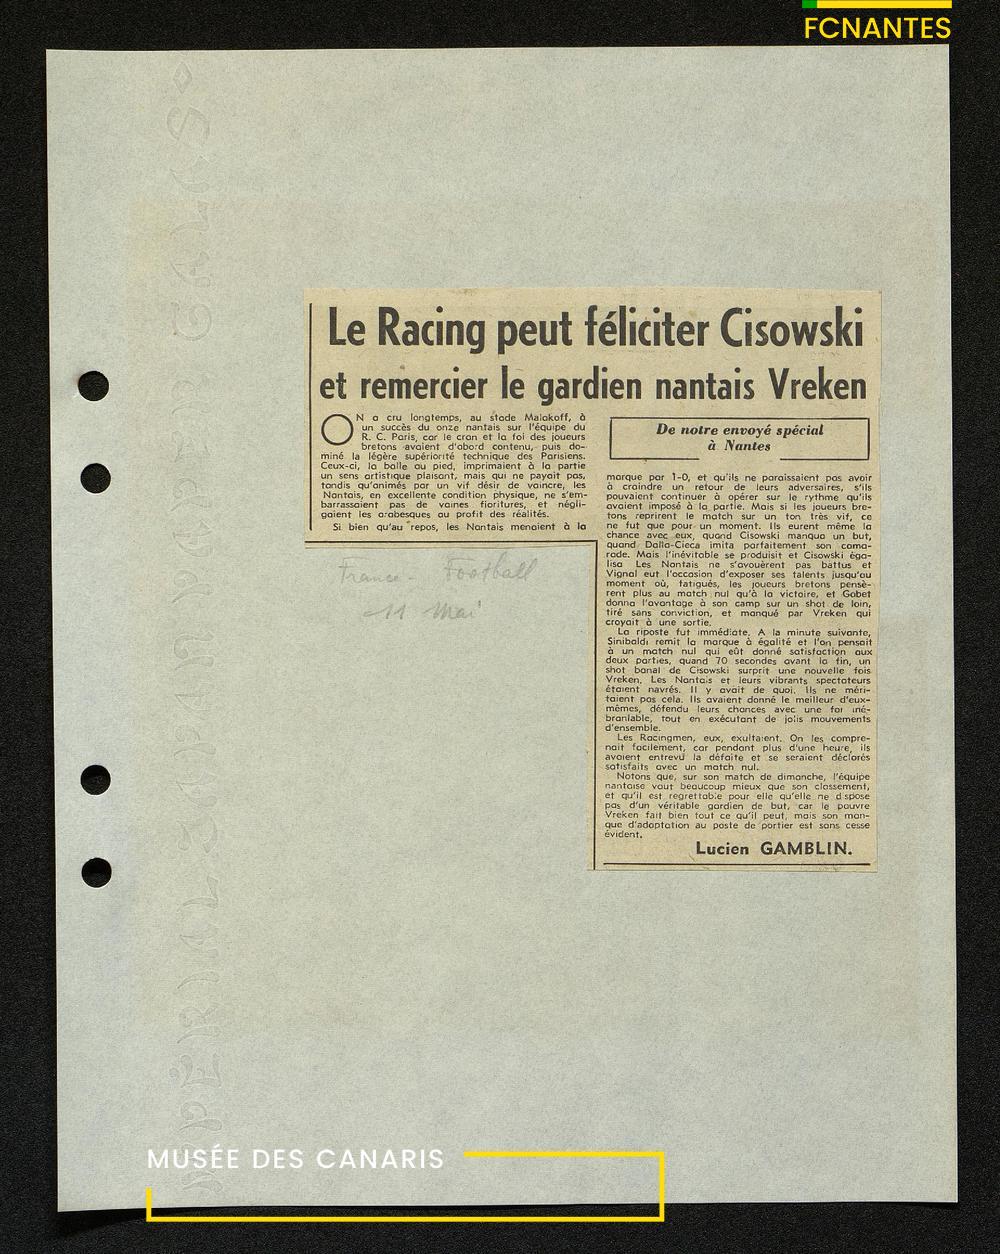 FCNANTES
Le Racing peut féliciter Cisowski
et remercier le gardien nantais Vreken
ON a cru longtemps, au stade Malakoff, à
un succès du onze nantais sur l'équipe du
R. C. Paris, car le cran et la foi des joueurs
bretons avaient d'abord contenu, puis do-
miné la légère supériorité technique des Parisiens.
Ceux-ci, la balle au pied, imprimaient à la partie
un sens artistique plaisant, mais qui ne payait pas,
tandis qu'animés par un vif désir de vaincre, les
Nantais, en excellente condition physique, ne s'em-
barrassaient pas de vaines fioritures, et négli-
gaient les arabesques au profit des réalités.
Si bien qu'au repos, les Nantais menaient à la
De notre envoyé spécial
à Nantes
marque par 1-0, et qu'ils ne paraissaient pas avoir
à craindre un retour de leurs adversaires, s'ils
pouvaient continuer à opérer sur le rythme qu'ils
avaient imposé à la partie. Mais si les joueurs bre-
tons reprirent le match sur un ton très vif, ce
ne fut que pour un moment. Ils eurent même la
chance avec eux, quand Cisowski manqua un but,
quand Dalla-Cieca imita parfaitement son cama-
rade. Mais l'inévitable se produisit et Cisowski éga-
lisa Les Nantais ne s'avouèrent pas battus et
Vignal eut l'occasion d'exposer ses talents jusqu'au
moment où, fatigués, les joueurs bretons pensè-
rent plus au match nul qu'à la victoire, et Gobet
donna l'avantage à son camp sur un shot de loin,
tiré sans conviction, et manqué par Vreken qui
croyait à une sortie.
La riposte fut immédiate. A la minute suivante,
Sinibaldi remit la marque à égalité et l'on pensait
à un match nul qui eût donné satisfaction aux
deux parties, quand 70 secondes avant la fin, un
shot banal de Cisowski surprit une nouvelle fois
Vreken. Les Nantais et leurs vibrants spectateurs
étaient navrés. Il y avait de quoi. Ils ne méri-
taient pas cela. Ils avaient donné le meilleur d'eux-
mêmes, défendu leurs chances avec une foi iné-
branlable, tout en exécutant de jolis mouvements
d'ensemble.
Les Racingmen, eux, exultaient. On les compre-
nait facilement, car pendant plus d'une heure, ils
avaient entrevu la défaite et se seraient déclarés
satisfaits avec un match nul.
Notons que, sur son match de dimanche, l'équipe
nantaise vaut beaucoup mieux que son classement,
et qu'il est regrettable pour elle qu'elle ne dispose
pas d'un véritable gardien de but, car le pauvre
Vreken fait bien tout ce qu'il peut, mais son man-
que d'adaptation au poste de portier est sans cesse
évident.
Lucien GAMBLIN.
France - Football
11 Mai
MUSÉE DES CANARIS